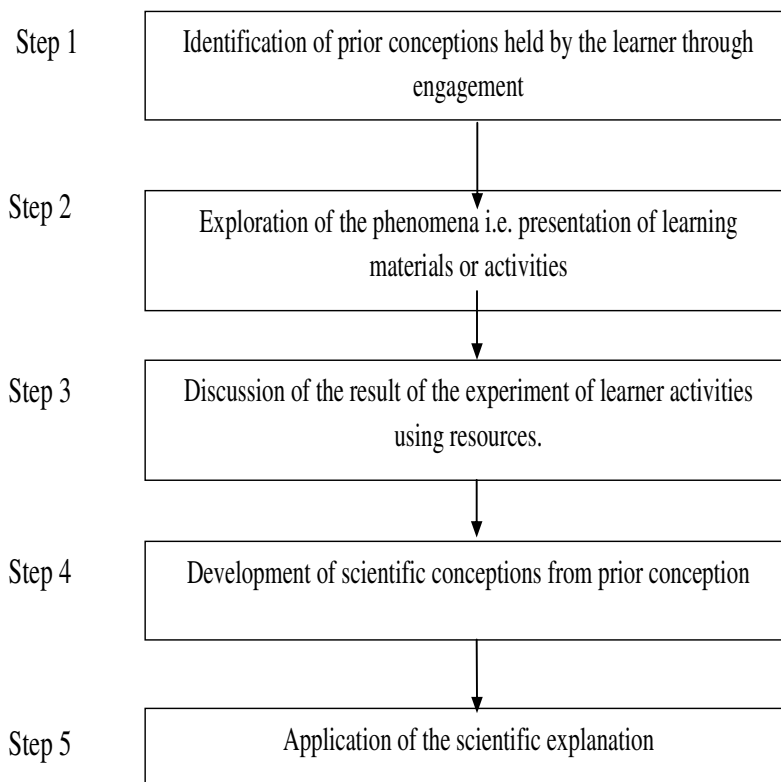 Step 1
Identification of prior conceptions held by the learner through
engagement
Step 2
Exploration of the phenomena i.e. presentation of learning
materials or activities
Step 3
Discussion of the result of the experiment of learner activities
using resources.
Step 4
Development of scientific conceptions from prior conception
Step 5
Application of the scientific explanation